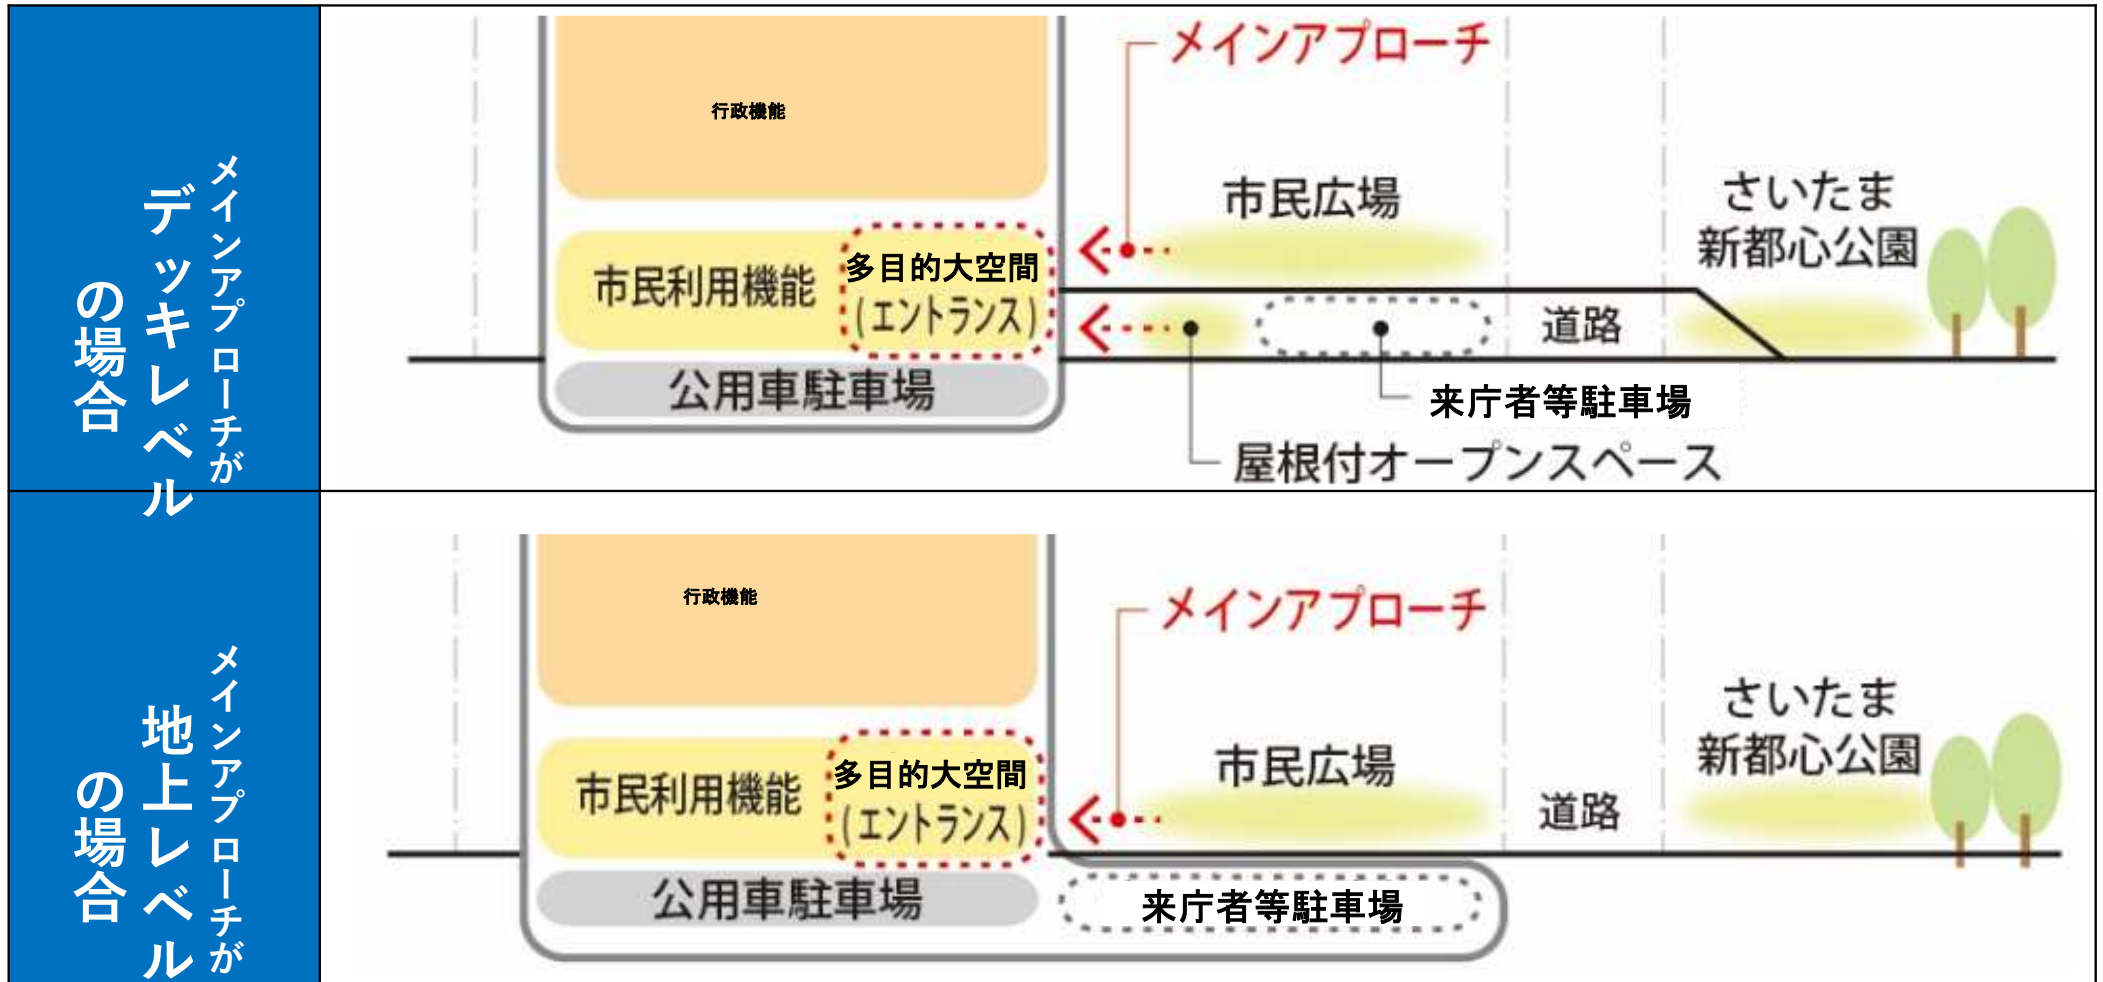 メインアプローチが
デッキレベル
の場合
メインアプローチ
行政機能
市民広場
さいたま
新都心公園
市民利用機能
多目的大空間
(エントランス)
道路
公用車駐車場
来庁者等駐車場
屋根付オープンスペース
メインアプローチが
地上レベル
の場合
行政機能
メインアプローチ
さいたま
新都心公園
市民広場
市民利用機能
多目的大空間
(エントランス)
道路
公用車駐車場
来庁者等駐車場